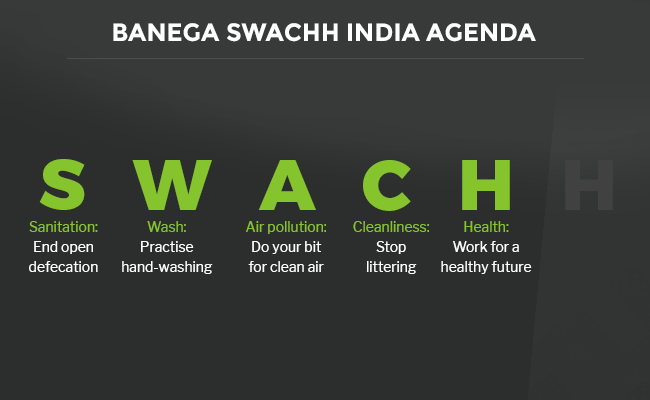 BANEGA SWACHH INDIA AGENDA
S W A C H H
Sanitation: Wash: Air pollution: Cleanliness: Health:
End open Practise Do your bit Stop Work for a
defecation hand-washing for clean air littering healthy future